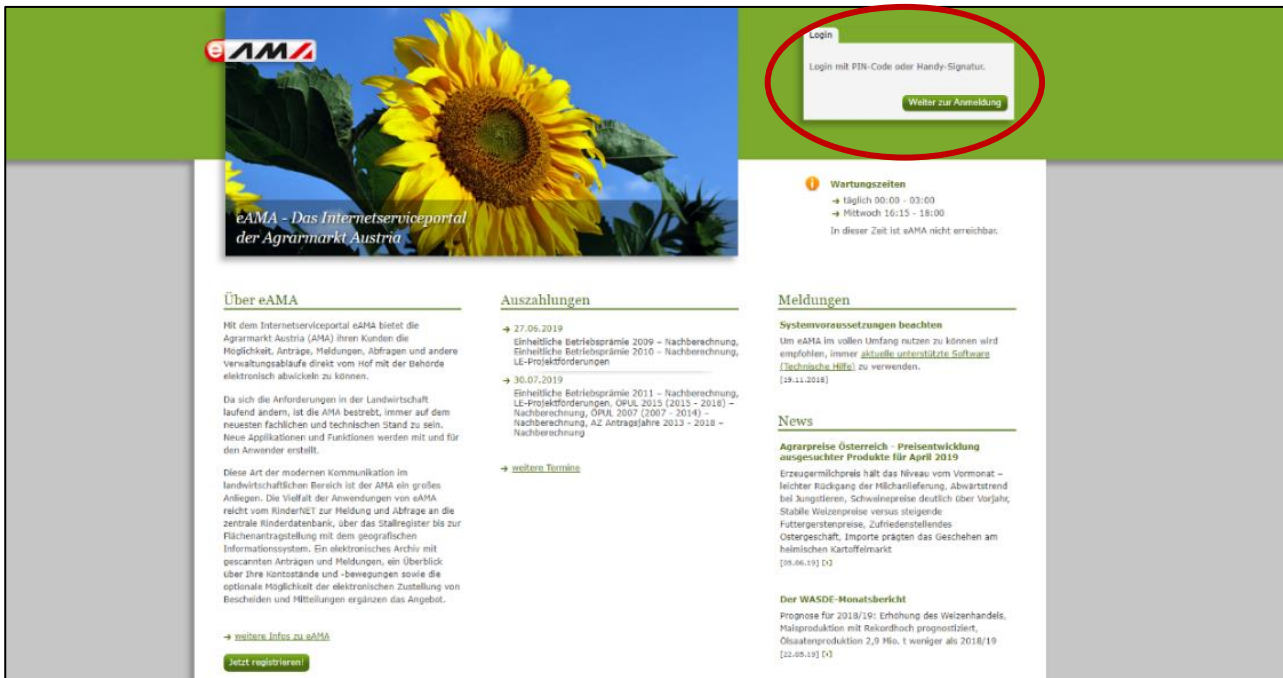 eAMA
Login
Login mit PIN-Code oder Handy-Signatur.
Weiter zur Anmeldung
eAMA - Das Internetserviceportal
der Agrarmarkt Austria
Wartungszeiten
täglich 00:00 - 03:00
Mittwoch 16:15 - 18:00
In dieser Zeit ist eAMA nicht erreichbar.
Über eAMA
Mit dem Internetserviceportal eAMA bietet die
Agrarmarkt Austria (AMA) ihren Kunden die
Möglichkeit, Anträge, Meldungen, Abfragen und andere
Verwaltungsabläufe direkt vom Hof mit der Behörde
elektronisch abwickeln zu können.
Da sich die Anforderungen in der Landwirtschaft
laufend ändern, ist die AMA bestrebt, immer auf dem
neuesten fachlichen und technischen Stand zu sein.
Neue Applikationen und Funktionen werden mit und für
den Anwender erstellt.
Diese Art der modernen Kommunikation im
landwirtschaftlichen Bereich ist der AMA ein großes
Anliegen. Die Vielfalt der Anwendungen von eAMA
reicht vom RinderNET zur Meldung und Abfrage an die
zentrale Rinderdatenbank, über das Stallregister bis zur
Flächenantragstellung mit dem geografischen
Informationssystem. Ein elektronisches Archiv mit
gescannten Anträgen und Meldungen, ein Überblick
über Ihre Kontostände und -bewegungen sowie die
optionale Möglichkeit der elektronischen Zustellung von
Bescheiden und Mitteilungen ergänzen das Angebot.
weitere Infos zu eAMA
Jetzt registrieren!
Auszahlungen
27.06.2019
Einheitliche Betriebsprämie 2009 – Nachberechnung,
Einheitliche Betriebsprämie 2010 – Nachberechnung,
LE-Projektförderungen
30.07.2019
Einheitliche Betriebsprämie 2011 – Nachberechnung,
LE-Projektförderungen, ÖPUL 2015 (2015 - 2018) –
Nachberechnung, ÖPUL 2007 (2007 - 2014) –
Nachberechnung, AZ Antragsjahre 2013 - 2018 –
Nachberechnung
weitere Termine
Meldungen
Systemvoraussetzungen beachten
Um eAMA im vollen Umfang nutzen zu können wird
empfohlen, immer aktuelle unterstützte Software
(Technische Hilfe) zu verwenden.
[19.11.2018]
News
Agrarpreise Österreich - Preisentwicklung
ausgesuchter Produkte für April 2019
Erzeugermilchpreis hält das Niveau vom Vormonat –
leichter Rückgang der Milchanlieferung, Abwärtstrend
bei Jungstieren, Schweinepreise deutlich über Vorjahr,
Stabile Weizenpreise versus steigende
Futtergerstenpreise, Zufriedenstellendes
Ostergeschäft, Importe prägten das Geschehen am
heimischen Kartoffelmarkt
[05.06.19]
Der WASDE-Monatsbericht
Prognose für 2018/19: Erhöhung des Weizenhandels,
Maisproduktion mit Rekordhoch prognostiziert,
Ölsaatenproduktion 2,9 Mio. t weniger als 2018/19
[22.05.19]